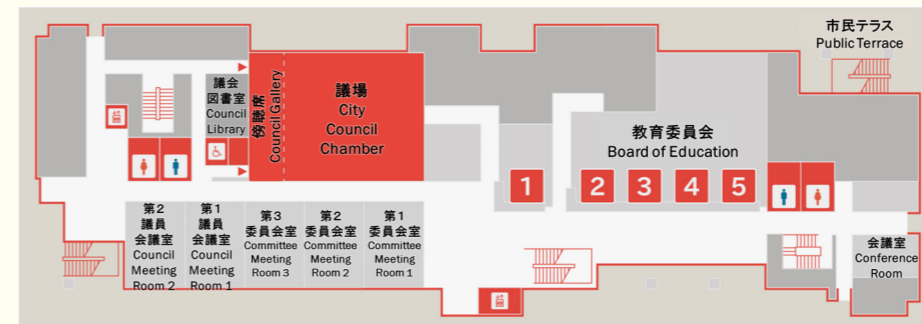 市民テラス
Public Terrace
議会
図書室
Council
Library
傍聴席
Council Gallery
議場
City
Council
Chamber
教育委員会
Board of Education
1
2
3
4
5
第2
議員
会議室
Council
Meeting
Room 2
第1
議員
会議室
Council
Meeting
Room 1
第3
委員会室
Committee
Meeting
Room 3
第2
委員会室
Committee
Meeting
Room 2
第1
委員会室
Committee
Meeting
Room 1
会議室
Conference
Room